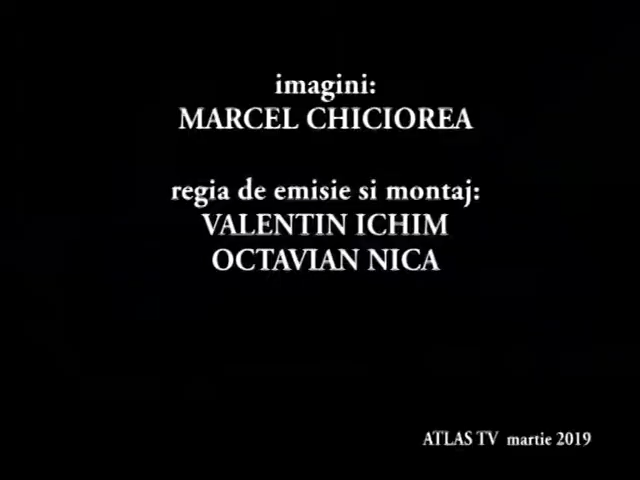 imagini:
MARCEL CHICIOREA
regia de emisie si montaj:
VALENTIN ICHIM
OCTAVIAN NICA
ATLAS TV martie 2019